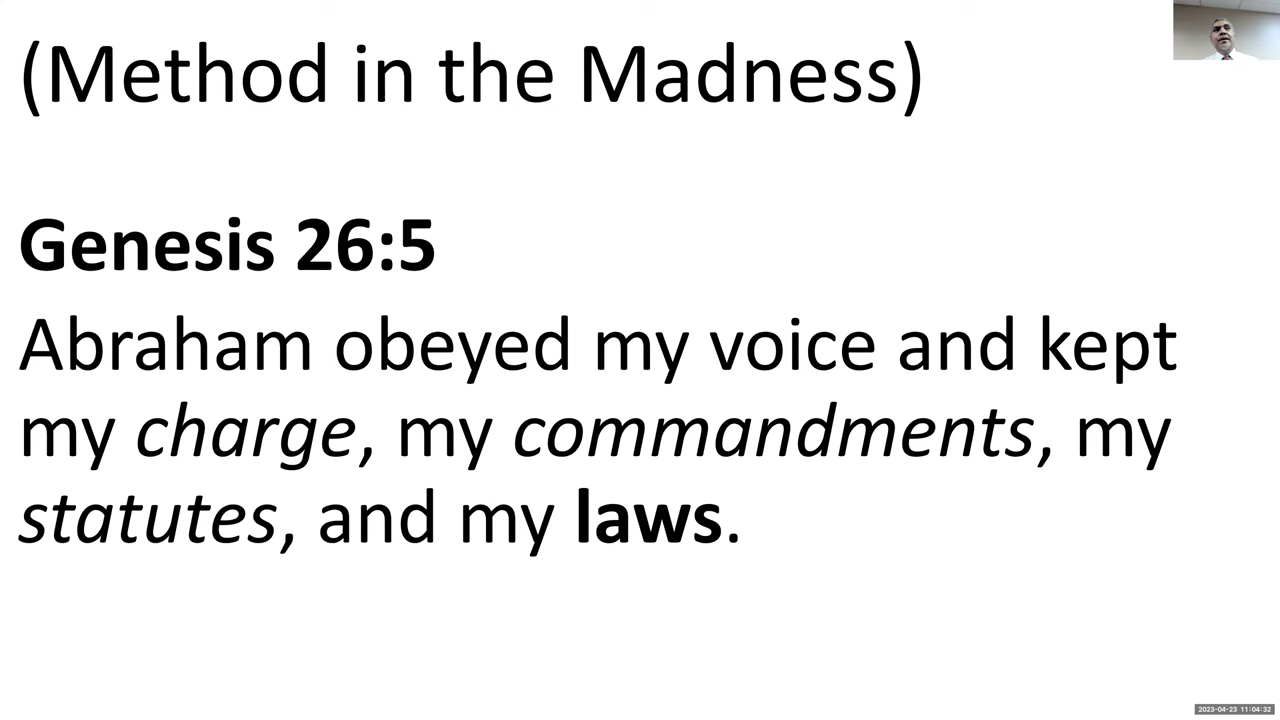 (Method in the Madness)
Genesis 26:5
Abraham obeyed my voice and kept
my charge, my commandments, my
statutes, and my laws.
2023-04-23 11:04:32